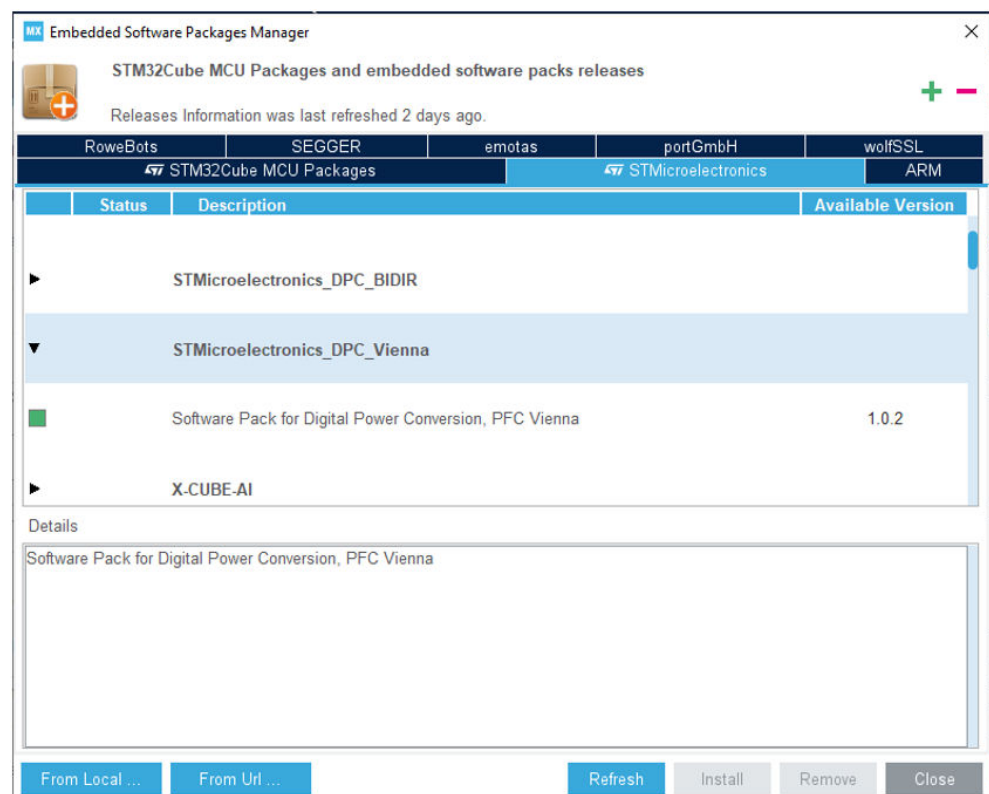 MX Embedded Software Packages Manager
STM32Cube MCU Packages and embedded software packs releases
Releases Information was last refreshed 2 days ago.
RoweBots SEGGER emotas portGmbH wolfSSL
STM32Cube MCU Packages STMicroelectronics ARM
Status Description Available Version
STMicroelectronics_DPC_BIDIR
STMicroelectronics_DPC_Vienna
Software Pack for Digital Power Conversion, PFC Vienna 1.0.2
X-CUBE-AI
Details
Software Pack for Digital Power Conversion, PFC Vienna
From Local ... From Url ... Refresh Install Remove Close